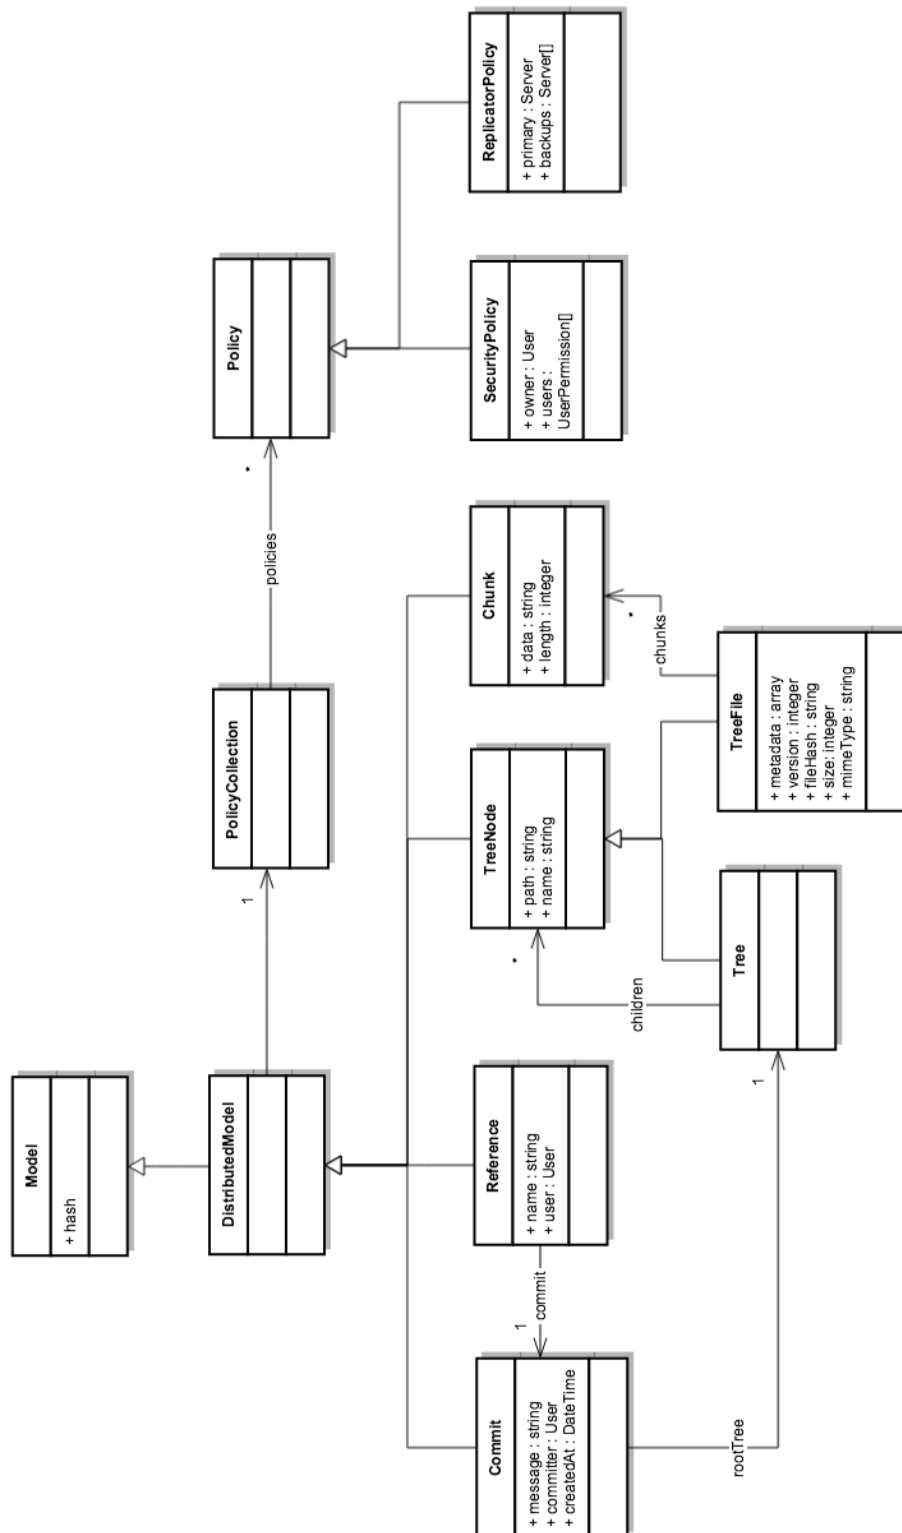 Model
+ hash
DistributedModel
1
PolicyCollection
policies
*
Policy
Commit
+ message : string
+ committer : User
+ createdAt : DateTime
1
commit
Reference
+ name : string
+ user : User
TreeNode
+ path : string
+ name : string
Chunk
+ data : string
+ length : integer
SecurityPolicy
+ owner : User
+ users :
UserPermission[]
ReplicatorPolicy
+ primary : Server
+ backups : Server[]
*
children
*
chunks
rootTree
1
Tree
TreeFile
+ metadata : array
+ version : integer
+ fileHash : string
+ size: integer
+ mimeType : string